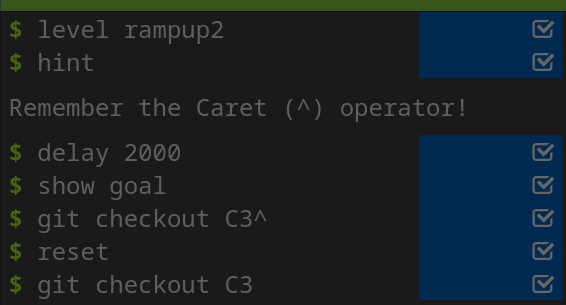 $ level rampup2
$ hint
Remember the Caret (^) operator!
$ delay 2000
$ show goal
$ git checkout C3^
$ reset
$ git checkout C3